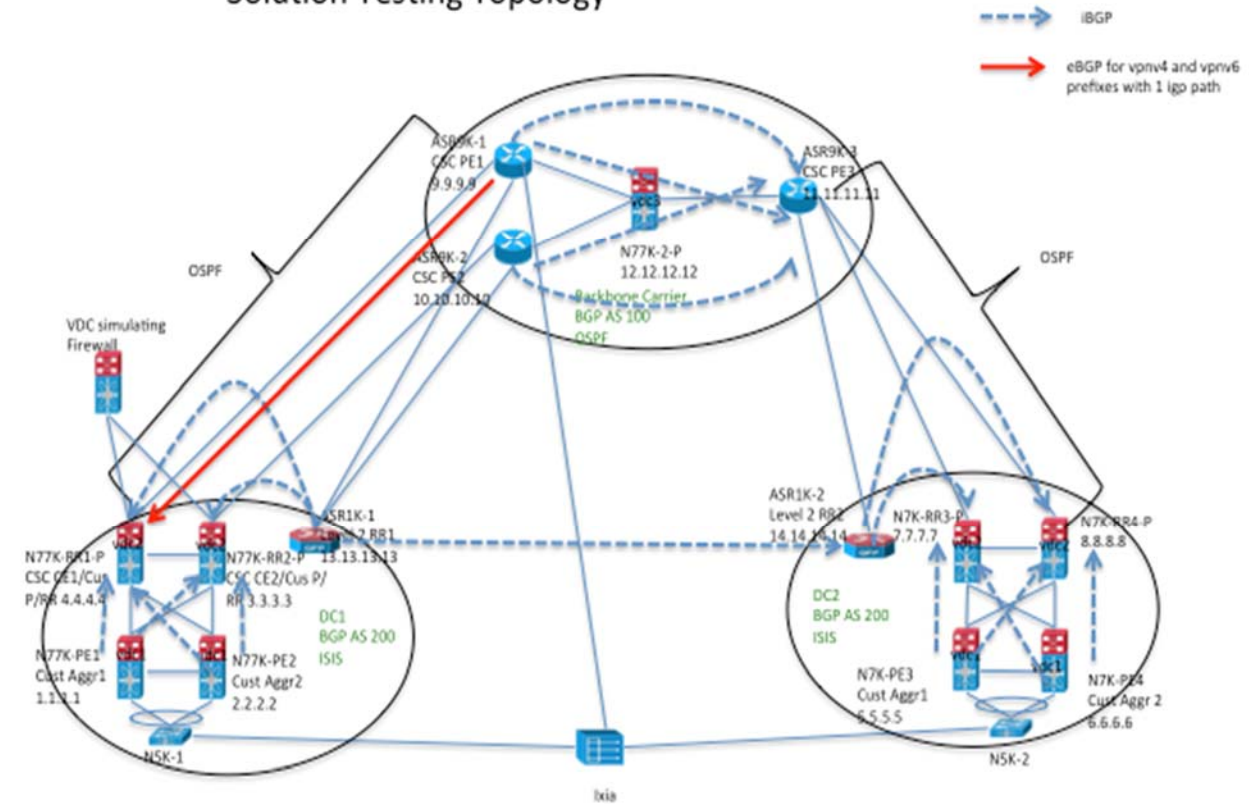 Solution Testing Topology
iBGP
eBGP for vpnv4 and vpnv6
prefixes with 1 igp path
ASR9K-1
CSC PE1
9.9.9.9
ASR9K-3
CSC PE3
11.11.11.11
vdc3
N77K-2-P
12.12.12.12
ASR9K-2
CSC PE2
10.10.10.10
Backbone Carrier
BGP AS 100
OSPF
OSPF
OSPF
VDC simulating
Firewall
ASR1K-1
Level 2 RR1
13.13.13.13
ASR1K-2
Level 2 RR2
14.14.14.14
N7K-RR3-P
7.7.7.7
N7K-RR4-P
8.8.8.8
vdc2
N77K-RR1-P
CSC CE1/Cus
P/RR 4.4.4.4
N77K-RR2-P
CSC CE2/Cus P/
RR 3.3.3.3
DC1
BGP AS 200
ISIS
DC2
BGP AS 200
ISIS
N77K-PE1
Cust Aggr1
1.1.1.1
vdc1
N77K-PE2
Cust Aggr2
2.2.2.2
N7K-PE3
Cust Aggr1
5.5.5.5
vdc1
N7K-PE4
Cust Aggr 2
6.6.6.6
N5K-1
N5K-2
Ixia